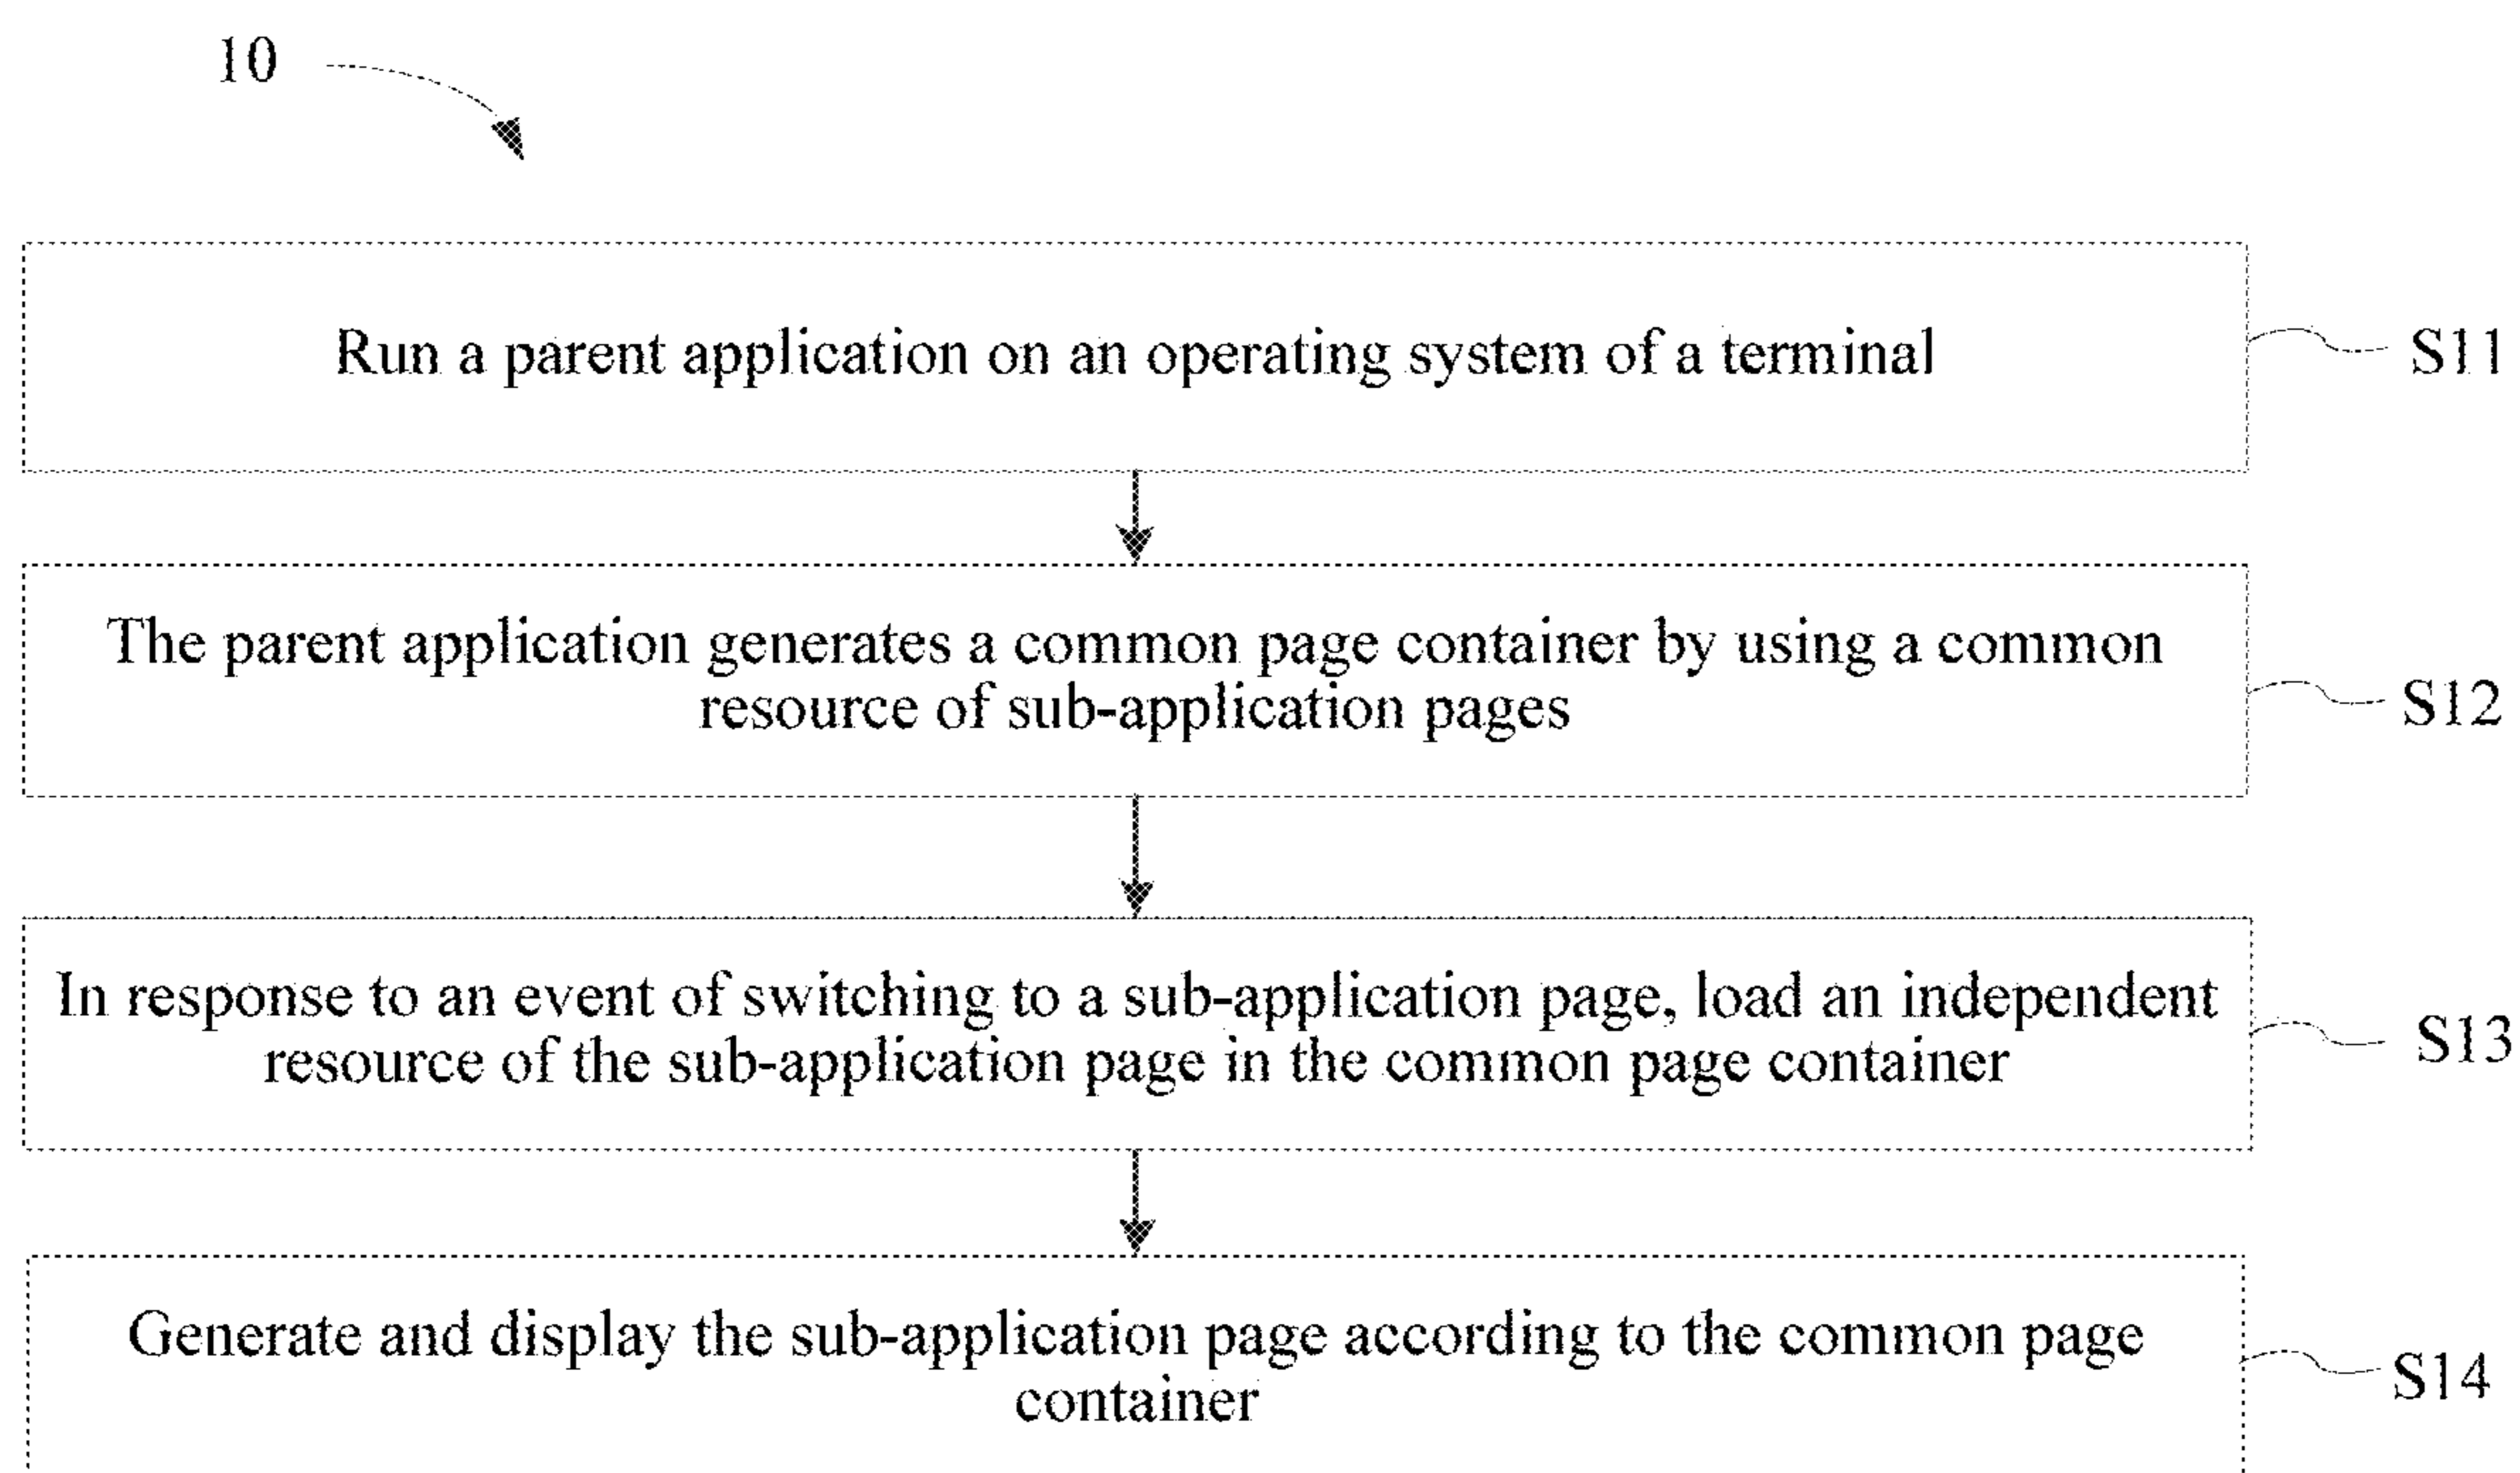 10
Run a parent application on an operating system of a terminal
S11
The parent application generates a common page container by using a common
resource of sub-application pages
S12
In response to an event of switching to a sub-application page, load an independent
resource of the sub-application page in the common page container
S13
Generate and display the sub-application page according to the common page
container
S14